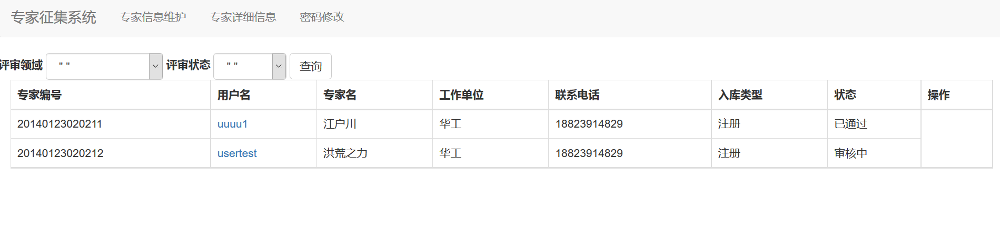 专家征集系统 专家信息维护 专家详细信息 密码修改
评审领域 " " 评审状态 " " 查询
专家编号 用户名 专家名 工作单位 联系电话 入库类型 状态 操作
20140123020211 uuuu1 江户川 华工 18823914829 注册 已通过
20140123020212 usertest 洪荒之力 华工 18823914829 注册 审核中